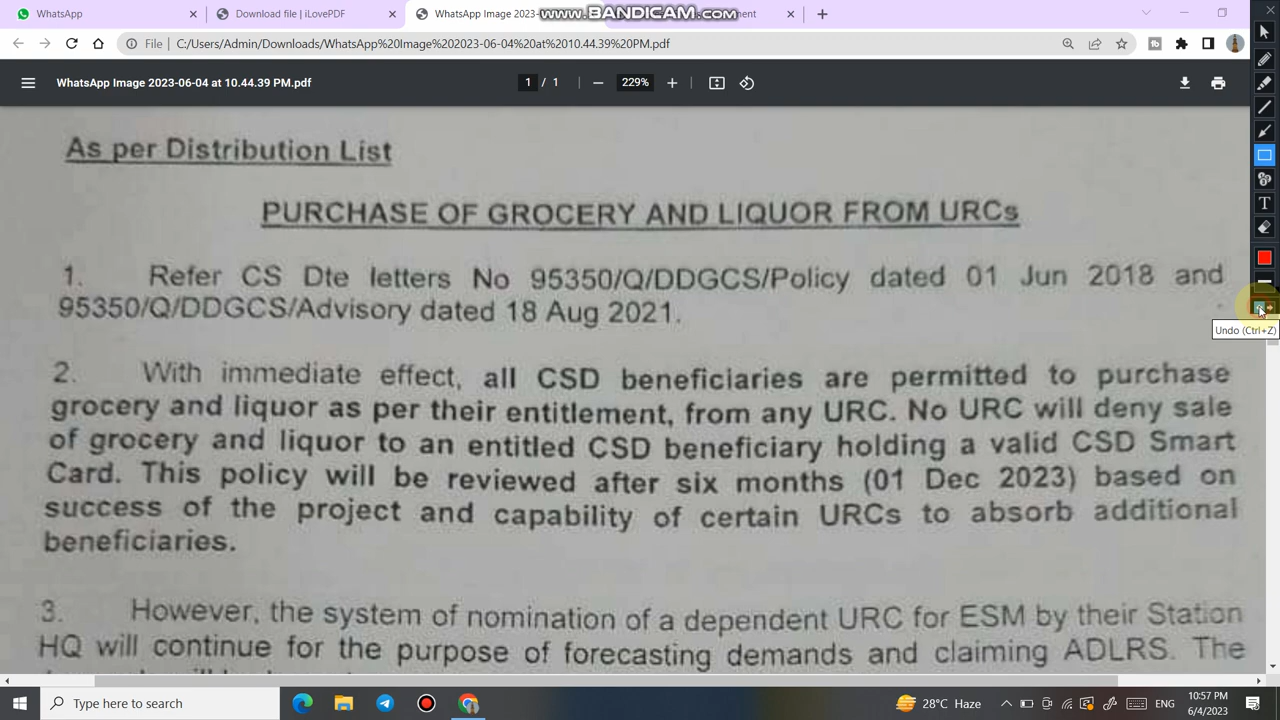 WhatsApp
Download file | iLovePDF
WhatsApp Image 2023-
www.BANDICAM.com
ment
File
C:/Users/Admin/Downloads/WhatsApp%20Image%202023-06-04%20at%2010.44.39%20PM.pdf
WhatsApp Image 2023-06-04 at 10.44.39 PM.pdf
1 / 1
229%
As per Distribution List
PURCHASE OF GROCERY AND LIQUOR FROM URCs
1. Refer CS Dte letters No 95350/Q/DDGCS/Policy dated 01 Jun 2018 and
95350/Q/DDGCS/Advisory dated 18 Aug 2021.
Undo (Ctrl+Z)
2. With immediate effect, all CSD beneficiaries are permitted to purchase
grocery and liquor as per their entitlement, from any URC. No URC will deny sale
of grocery and liquor to an entitled CSD beneficiary holding a valid CSD Smart
Card. This policy will be reviewed after six months (01 Dec 2023) based on
success of the project and capability of certain URCs to absorb additional
beneficiaries.
3. However, the system of nomination of a dependent URC for ESM by their Station
HQ will continue for the purpose of forecasting demands and claiming ADLRS. The
Type here to search
28°C Haze
ENG
10:57 PM
6/4/2023